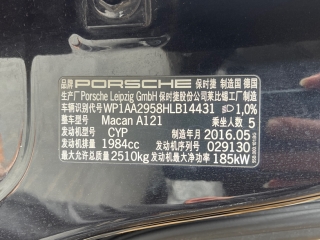 品牌 PORSCHE 保时捷 制造国 德国
生产厂 Porsche Leipzig GmbH 保时捷股份公司莱比锡工厂制造
车辆识别代号 WP1AA2958HLB14431 1,0%
整车型号 Macan A121 乘坐人数 5
发动机型号 CYP 制造年月 2016.05
发动机排量 1984cc 发动机序列号 029130
最大允许总质量 2510kg 发动机最大净功率 185kW